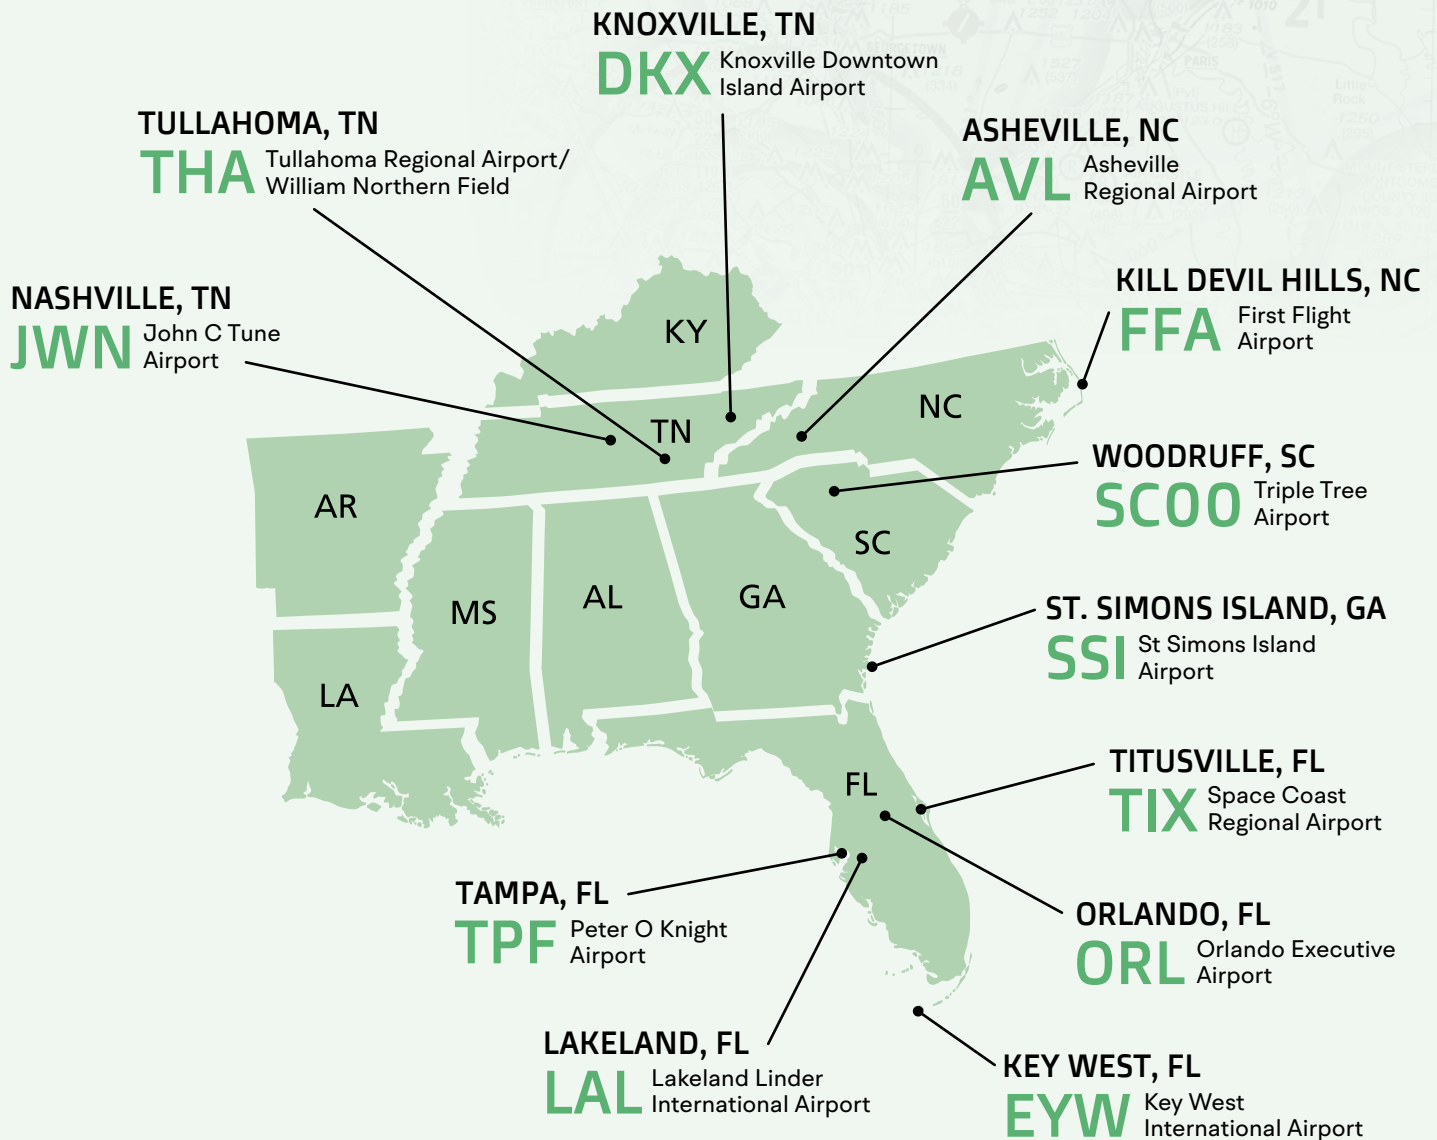 KNOXVILLE, TN
DKX
Knoxville Downtown
Island Airport
TULLAHOMA, TN
THA
Tullahoma Regional Airport/
William Northern Field
ASHEVILLE, NC
AVL
Asheville
Regional Airport
NASHVILLE, TN
JWN
John C Tune
Airport
KILL DEVIL HILLS, NC
FFA
First Flight
Airport
KY
TN
NC
AR
WOODRUFF, SC
SC00
Triple Tree
Airport
SC
MS
AL
GA
ST. SIMONS ISLAND, GA
SSI
St Simons Island
Airport
LA
FL
TITUSVILLE, FL
TIX
Space Coast
Regional Airport
TAMPA, FL
TPF
Peter O Knight
Airport
ORLANDO, FL
ORL
Orlando Executive
Airport
LAKELAND, FL
LAL
Lakeland Linder
International Airport
KEY WEST, FL
EYW
Key West
International Airport
GEORGETOWN
PARIS
Little
Rock